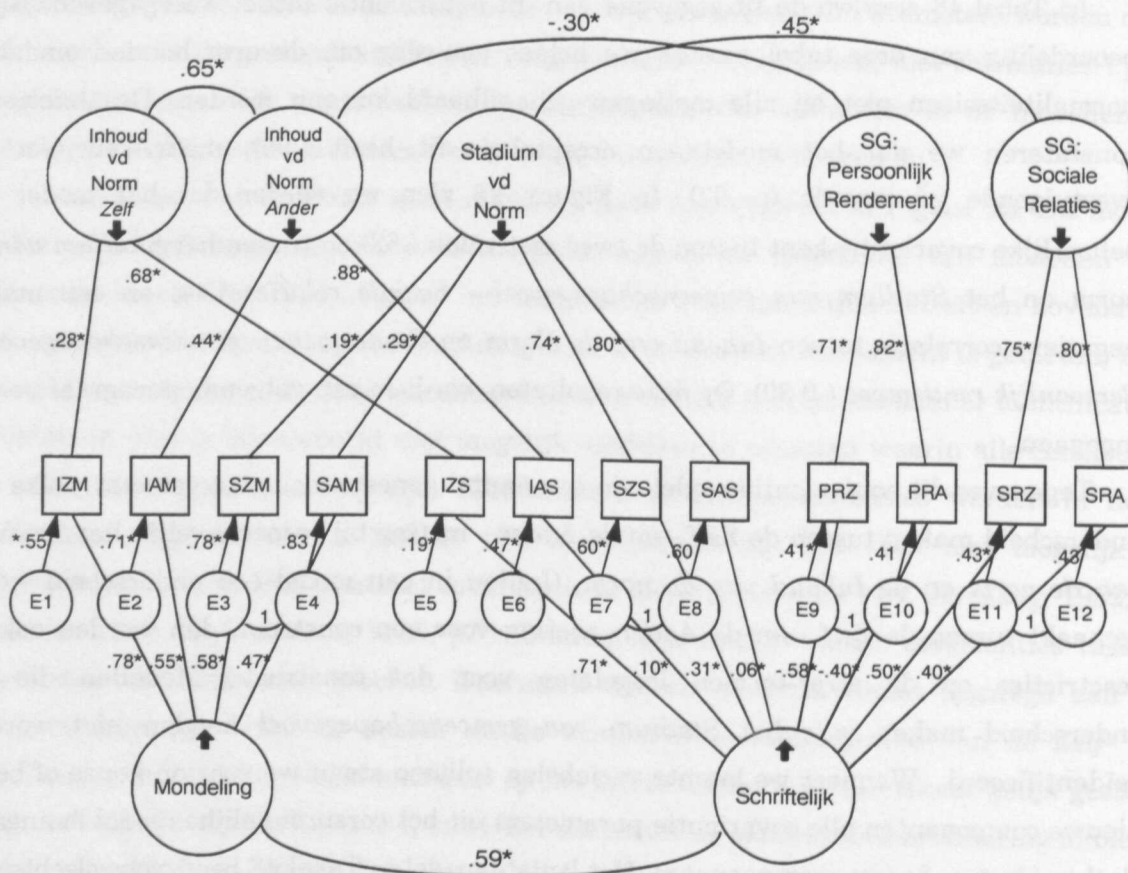 .30*
.45*
.65*
Inhoud
vd
Norm
Zelf
Inhoud
vd
Norm
Ander
Stadium
vd
Norm
SG:
Persoonlijk
Rendement
SG:
Sociale
Relaties
.68* .88*
.28* .44* .19* .29* .74* .80* .71* .82* .75* .80*
IZM IAM SZM SAM IZS IAS SZS SAS PRZ PRA SRZ SRA
.55* .71* .78* .83 .19* .47* .60* .60 .41* .41 .43* .43
E1 E2 E3 E4 E5 E6 E7 E8 E9 E10 E11 E12
1 1 1 1
.78* .55* .58* .47* .71* .10* .31* .06* -.58* -.40* .50* .40*
Mondeling
Schriftelijk
.59*